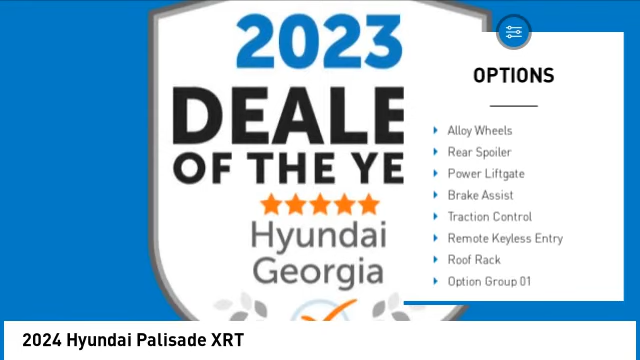 2023
DEALE
OF THE YE
Hyundai
Georgia
OPTIONS
Alloy Wheels
Rear Spoiler
Power Liftgate
Brake Assist
Traction Control
Remote Keyless Entry
Roof Rack
Option Group 01
2024 Hyundai Palisade XRT